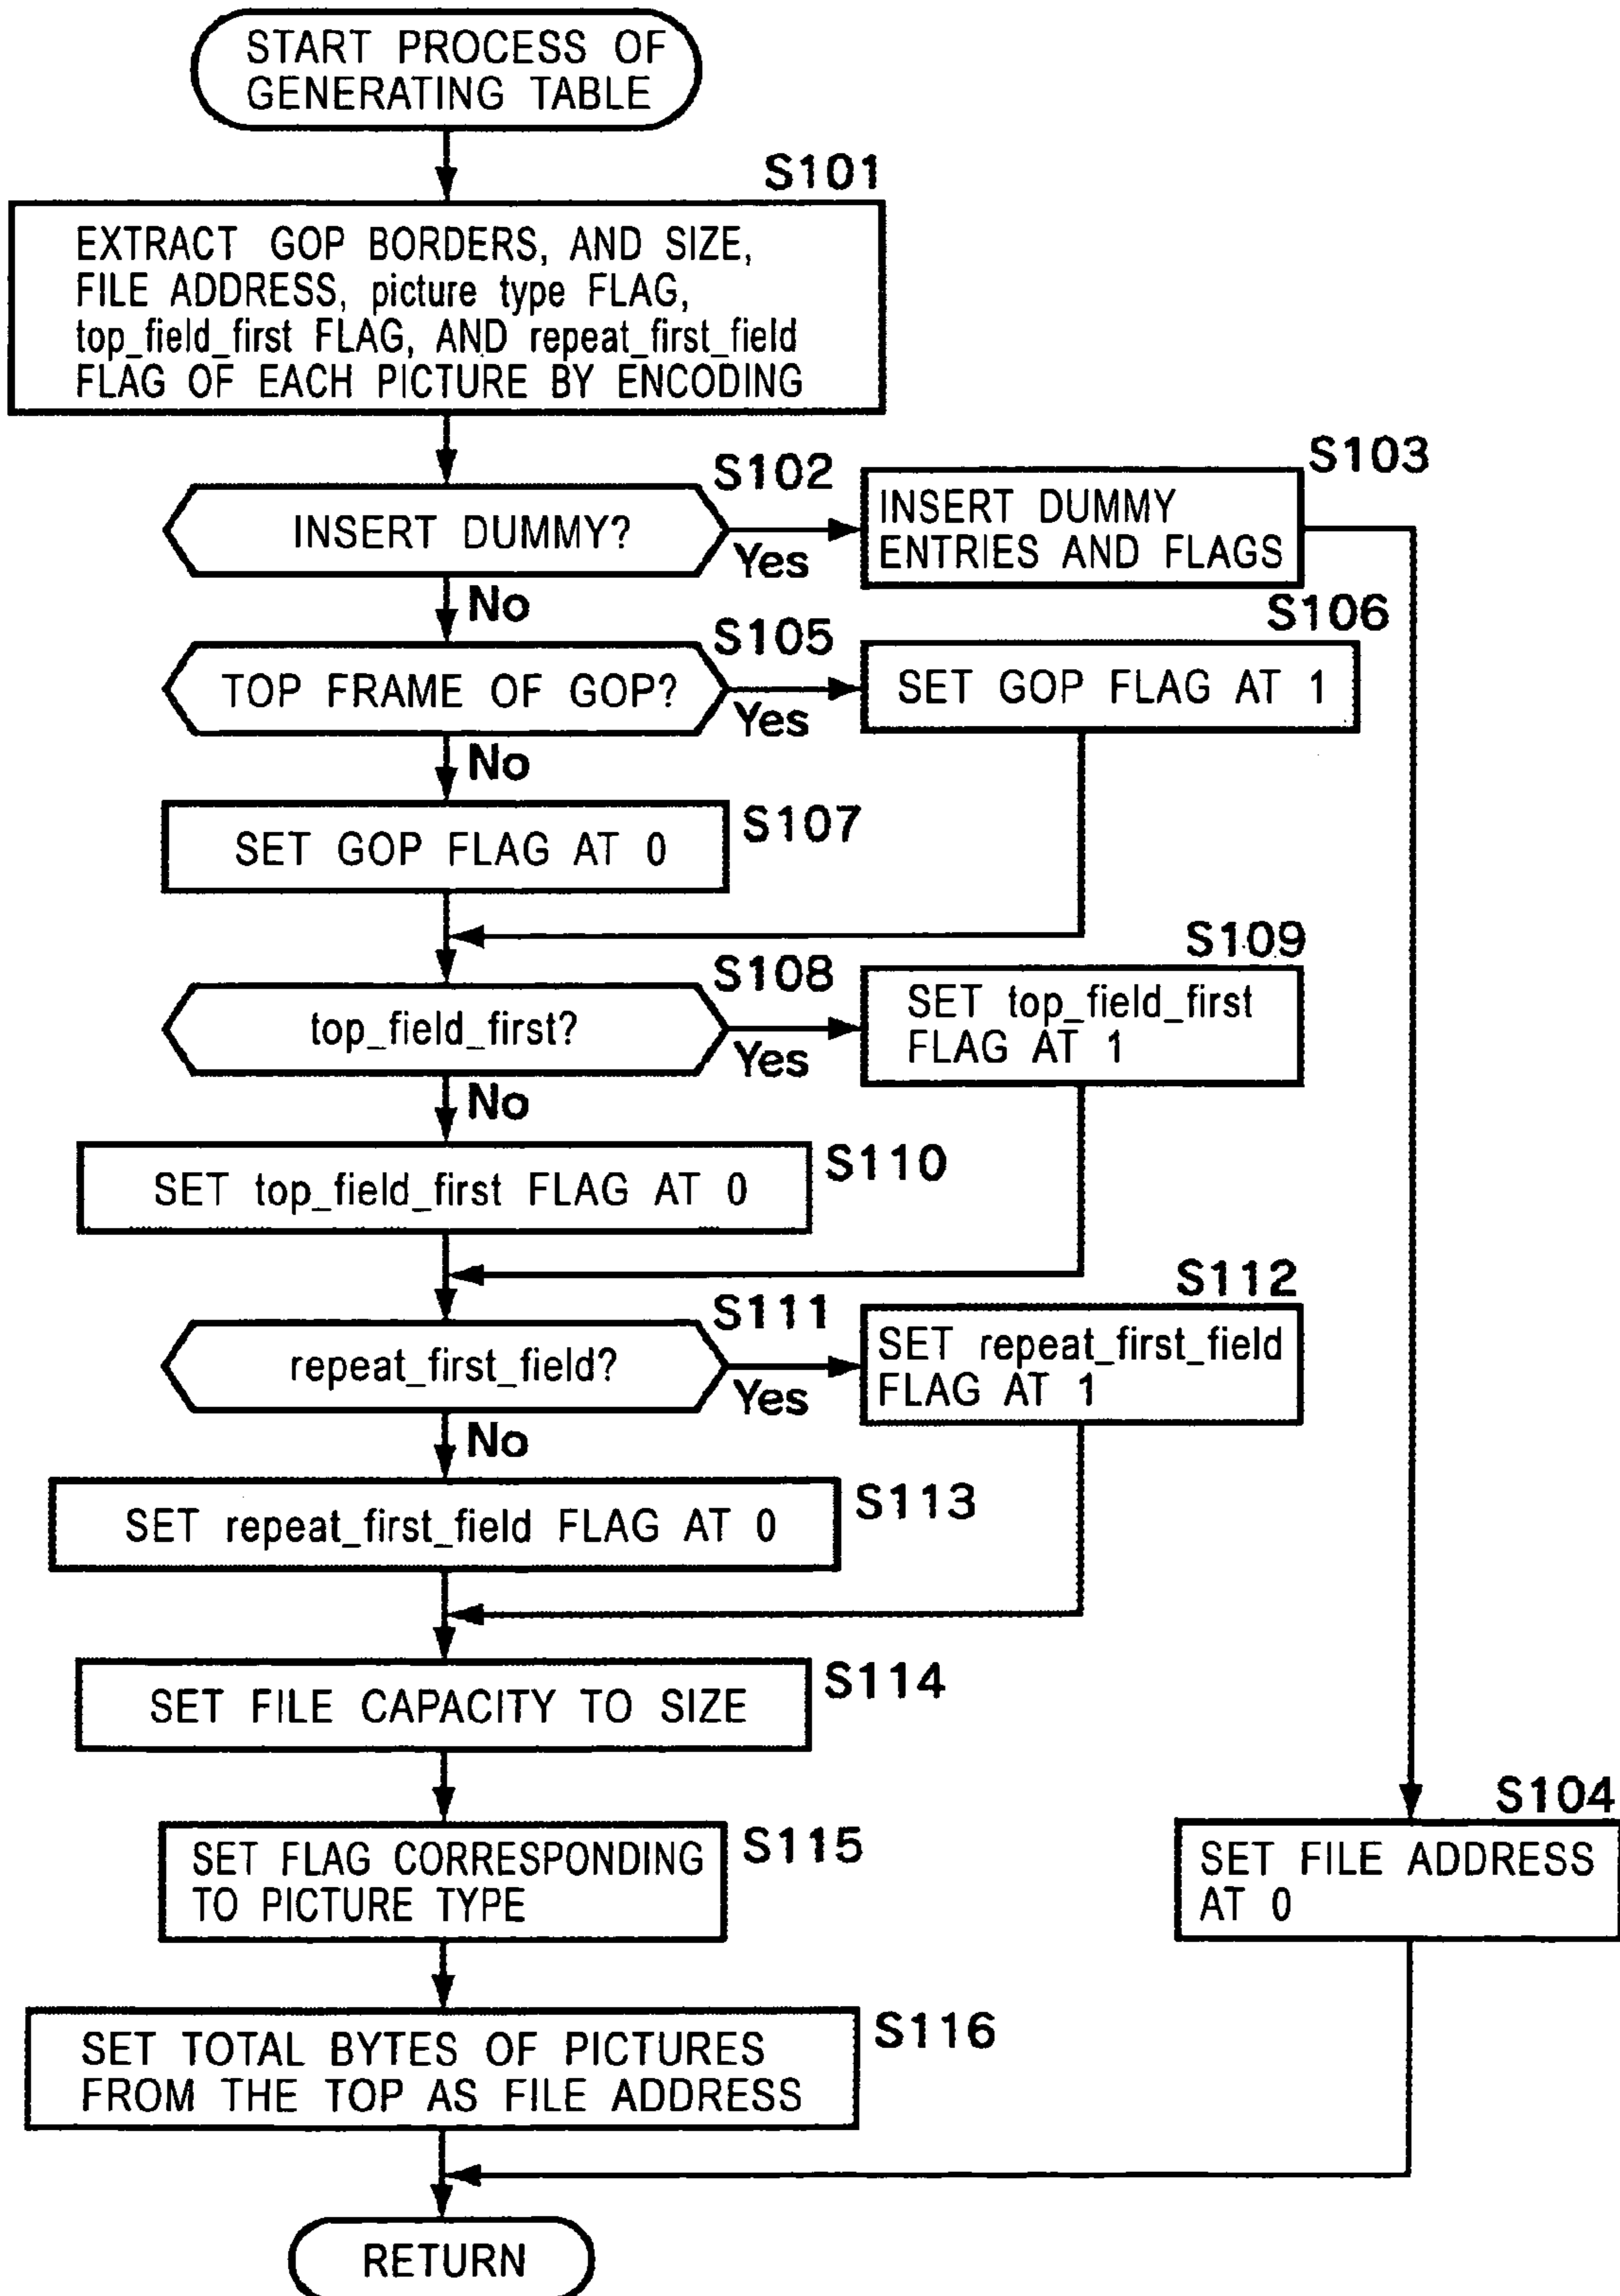 START PROCESS OF
GENERATING TABLE
S101
EXTRACT GOP BORDERS, AND SIZE,
FILE ADDRESS, picture type FLAG,
top_field_first FLAG, AND repeat_first_field
FLAG OF EACH PICTURE BY ENCODING
S102
INSERT DUMMY?
Yes
No
S103
INSERT DUMMY
ENTRIES AND FLAGS
S105
TOP FRAME OF GOP?
Yes
No
S106
SET GOP FLAG AT 1
SET GOP FLAG AT 0
S107
S108
top_field_first?
Yes
No
S109
SET top_field_first
FLAG AT 1
SET top_field_first FLAG AT 0
S110
S111
repeat_first_field?
Yes
No
S112
SET repeat_first_field
FLAG AT 1
SET repeat_first_field FLAG AT 0
S113
SET FILE CAPACITY TO SIZE
S114
SET FLAG CORRESPONDING
TO PICTURE TYPE
S115
S104
SET FILE ADDRESS
AT 0
SET TOTAL BYTES OF PICTURES
FROM THE TOP AS FILE ADDRESS
S116
RETURN